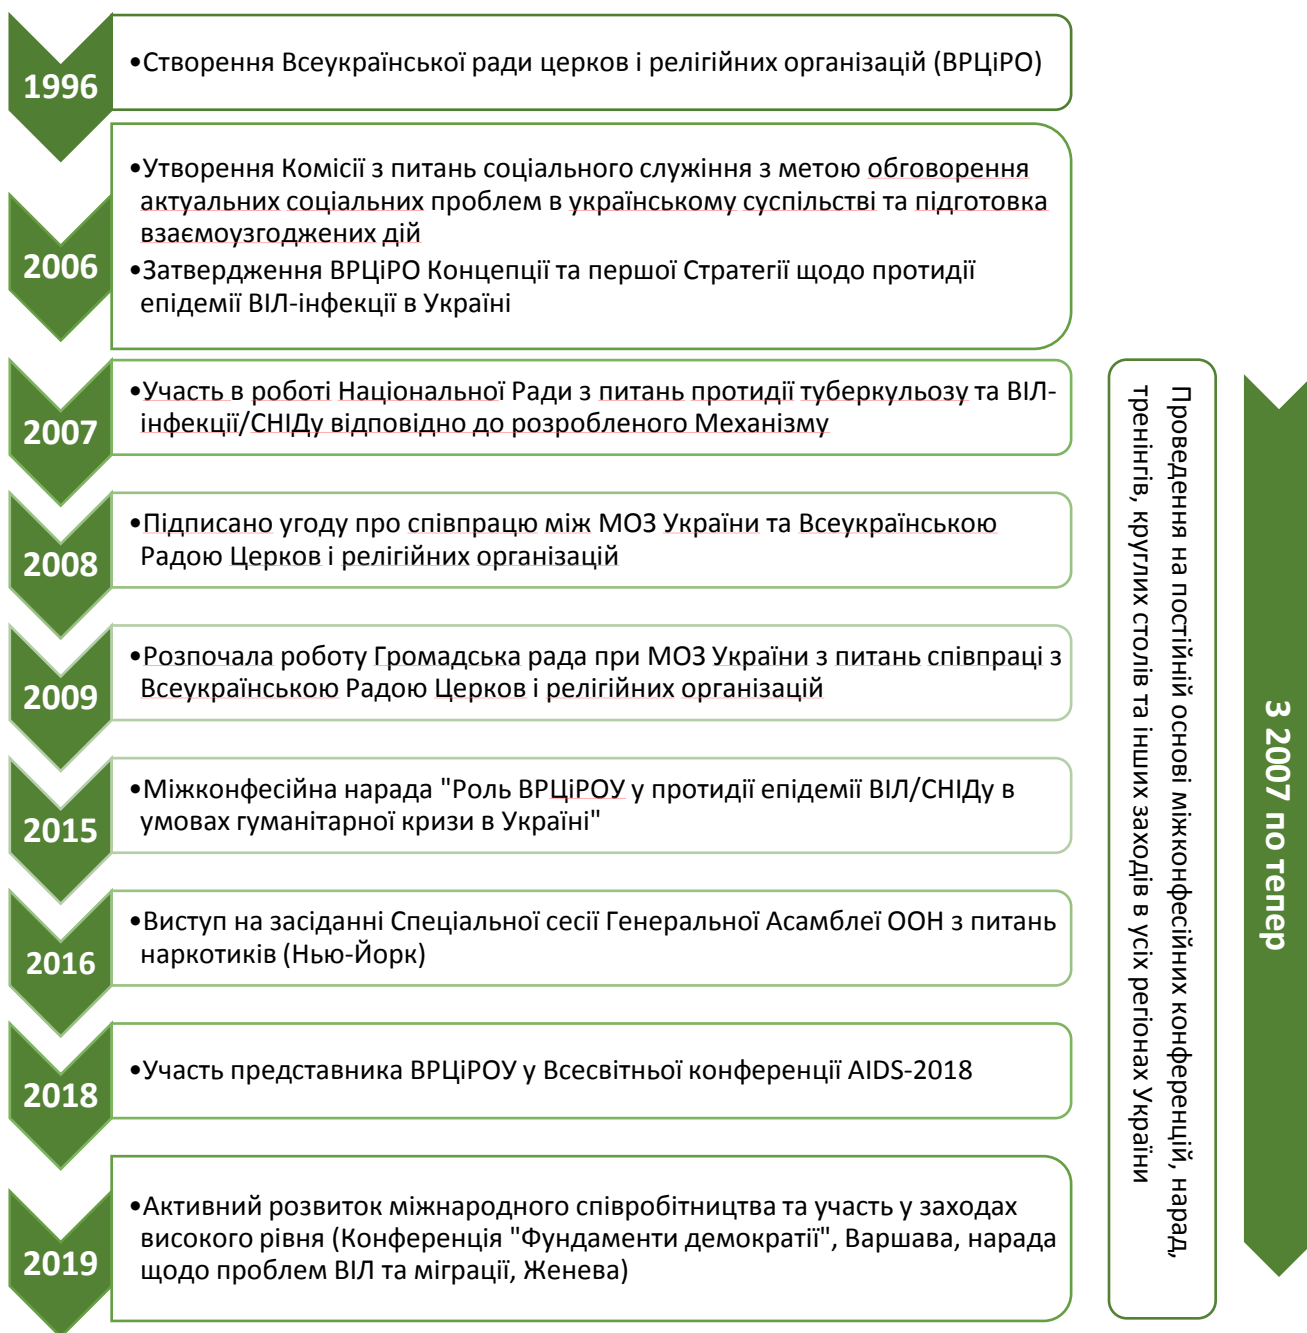 1996
•Створення Всеукраїнської ради церков і релігійних організацій (ВРЦіРО)
2006
•Утворення Комісії з питань соціального служіння з метою обговорення
актуальних соціальних проблем в українському суспільстві та підготовка
взаємоузгоджених дій
•Затвердження ВРЦіРО Концепції та першої Стратегії щодо протидії
епідемії ВІЛ-інфекції в Україні
2007
•Участь в роботі Національної Ради з питань протидії туберкульозу та ВІЛ-
інфекції/СНІДу відповідно до розробленого Механізму
2008
•Підписано угоду про співпрацю між МОЗ України та Всеукраїнською
Радою Церков і релігійних організацій
2009
•Розпочала роботу Громадська рада при МОЗ України з питань співпраці з
Всеукраїнською Радою Церков і релігійних організацій
2015
•Міжконфесійна нарада "Роль ВРЦіРОУ у протидії епідемії ВІЛ/СНІДу в
умовах гуманітарної кризи в Україні"
2016
•Виступ на засіданні Спеціальної сесії Генеральної Асамблеї ООН з питань
наркотиків (Нью-Йорк)
2018
•Участь представника ВРЦіРОУ у Всесвітньої конференції AIDS-2018
2019
•Активний розвиток міжнародного співробітництва та участь у заходах
високого рівня (Конференція "Фундаменти демократії", Варшава, нарада
щодо проблем ВІЛ та міграції, Женева)
Проведення на постійній основі міжконфесійних конференцій, нарад,
тренінгів, круглих столів та інших заходів в усіх регіонах України
З 2007 по тепер